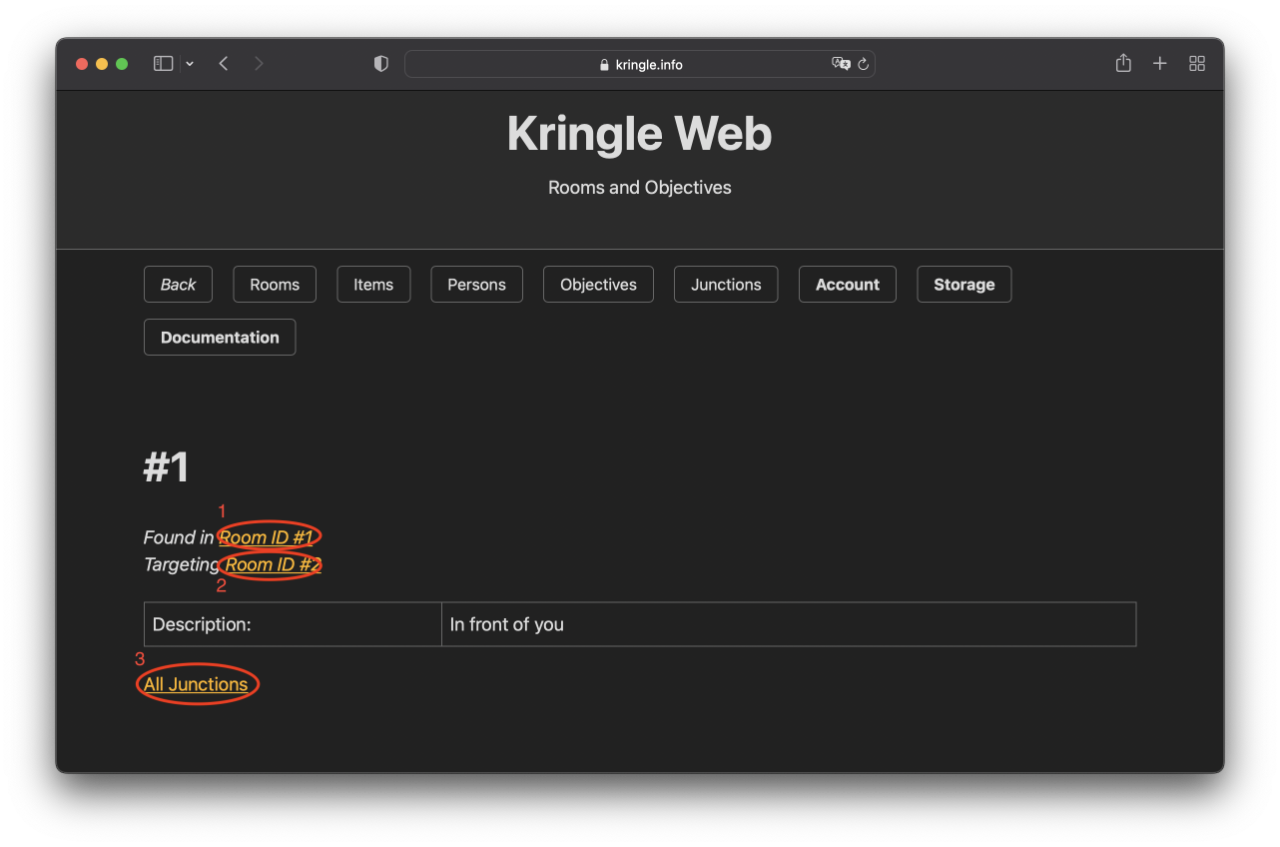 kringle.info
Kringle Web
Rooms and Objectives
Back Rooms Items Persons Objectives Junctions Account Storage
Documentation
#1
1
Found in Room ID #1
Targeting Room ID #2
2
Description: In front of you
3
All Junctions